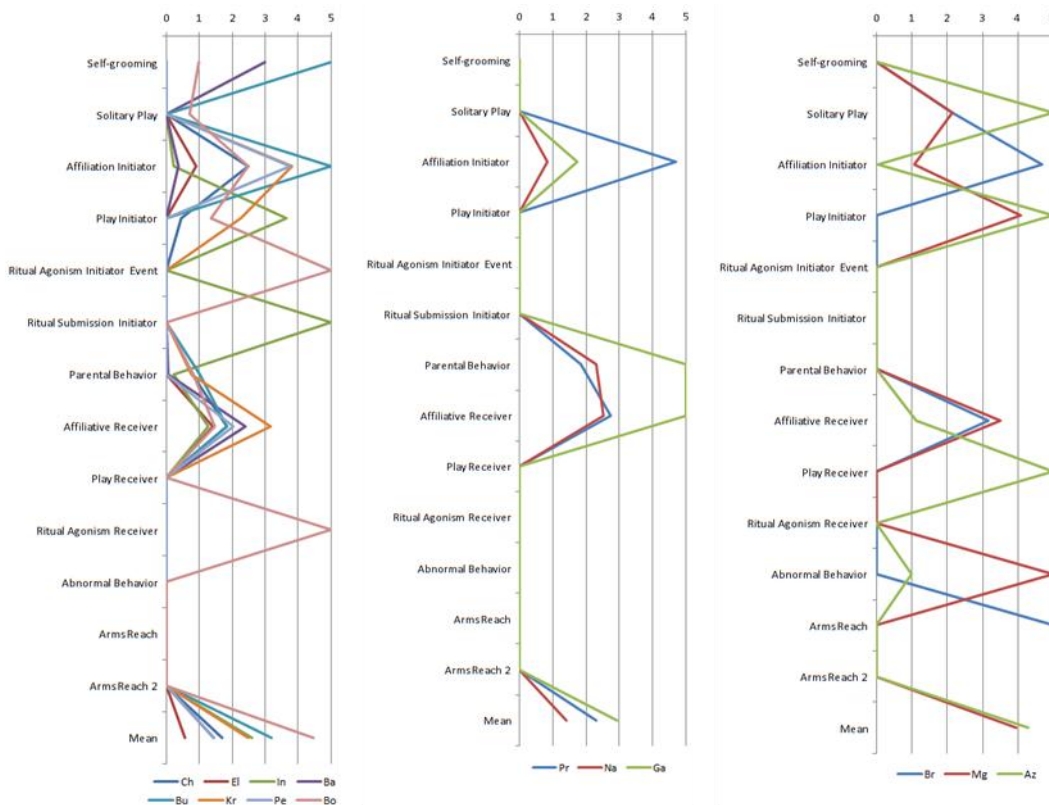 0 1 2 3 4 5
Self-grooming
Solitary Play
Affiliation Initiator
Play Initiator
Ritual Agonism Initiator Event
Ritual Submission Initiator
Parental Behavior
Affiliative Receiver
Play Receiver
Ritual Agonism Receiver
Abnormal Behavior
Arms Reach
Arms Reach 2
Mean
Ch El In Ba
Bu Kr Pe Bo
0 1 2 3 4 5
Self-grooming
Solitary Play
Affiliation Initiator
Play Initiator
Ritual Agonism Initiator Event
Ritual Submission Initiator
Parental Behavior
Affiliative Receiver
Play Receiver
Ritual Agonism Receiver
Abnormal Behavior
Arms Reach
Arms Reach 2
Mean
Pr Na Ga
0 1 2 3 4
Self-grooming
Solitary Play
Affiliation Initiator
Play Initiator
Ritual Agonism Initiator Event
Ritual Submission Initiator
Parental Behavior
Affiliative Receiver
Play Receiver
Ritual Agonism Receiver
Abnormal Behavior
Arms Reach
Arms Reach 2
Mean
Br Mg Az